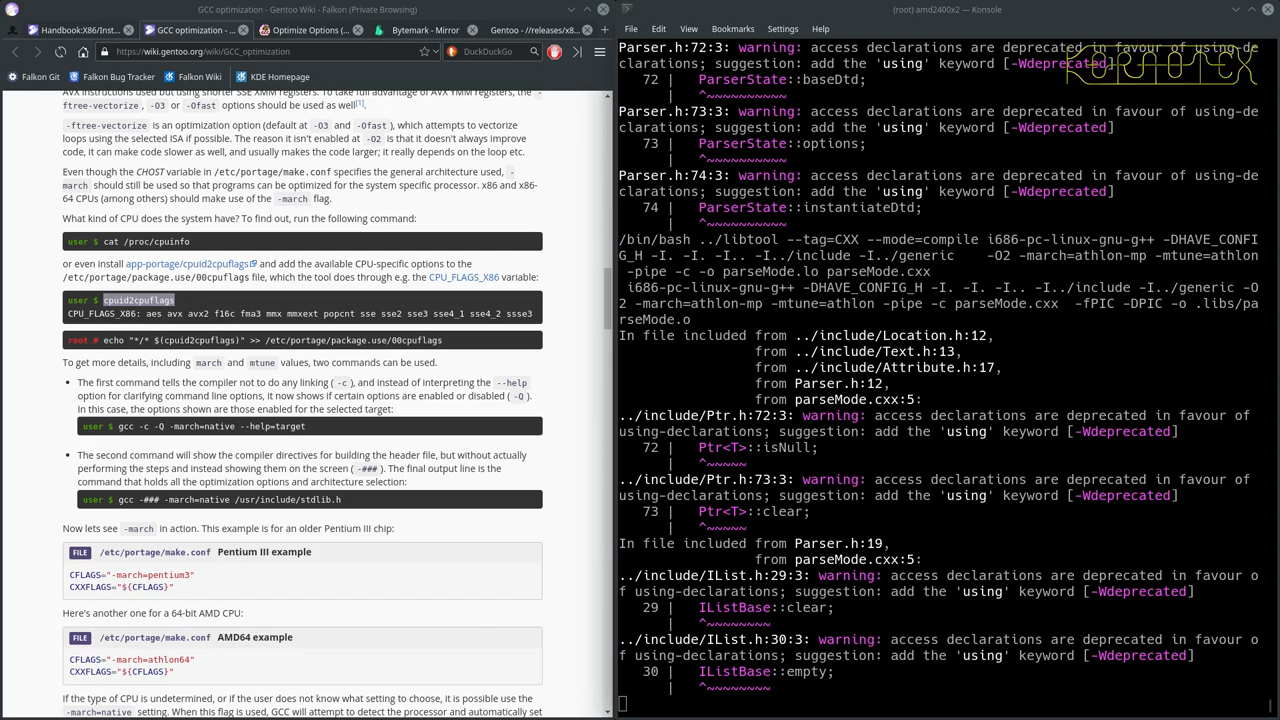 GCC optimization - Gentoo Wiki - Falkon (Private Browsing)
Handbook:X86/Inst...
GCC optimization - ...
Optimize Options (...
Bytemark - Mirror
Gentoo - /releases/x8...
https://wiki.gentoo.org/wiki/GCC_optimization
DuckDuckGo
Falkon Git
Falkon Bug Tracker
Falkon Wiki
KDE Homepage
AVX instructions used but using shorter SSE XMM registers. To take full advantage of AVX YMM registers, the -
ftree-vectorize, -O3 or -Ofast options should be used as well[1].
-ftree-vectorize is an optimization option (default at -O3 and -Ofast), which attempts to vectorize
loops using the selected ISA if possible. The reason it isn't enabled at -O2 is that it doesn't always improve
code, it can make code slower as well, and usually makes the code larger; it really depends on the loop etc.
Even though the CHOST variable in /etc/portage/make.conf specifies the general architecture used, -
march should still be used so that programs can be optimized for the system specific processor. x86 and x86-
64 CPUs (among others) should make use of the -march flag.
What kind of CPU does the system have? To find out, run the following command:
user $ cat /proc/cpuinfo
or even install app-portage/cpuid2cpuflags and add the available CPU-specific options to the
/etc/portage/package.use/00cpuflags file, which the tool does through e.g. the CPU_FLAGS_X86 variable:
user $ cpuid2cpuflags
CPU_FLAGS_X86: aes avx avx2 f16c fma3 mmx mmxext popcnt sse sse2 sse3 sse4_1 sse4_2 ssse3
root # echo "*/* $(cpuid2cpuflags)" >> /etc/portage/package.use/00cpuflags
To get more details, including march and mtune values, two commands can be used.
• The first command tells the compiler not to do any linking (-c), and instead of interpreting the --help
option for clarifying command line options, it now shows if certain options are enabled or disabled (-Q).
In this case, the options shown are those enabled for the selected target:
user $ gcc -c -Q -march=native --help=target
• The second command will show the compiler directives for building the header file, but without actually
performing the steps and instead showing them on the screen (-###). The final output line is the
command that holds all the optimization options and architecture selection:
user $ gcc -### -march=native /usr/include/stdlib.h
Now lets see -march in action. This example is for an older Pentium III chip:
FILE /etc/portage/make.conf Pentium III example
CFLAGS="-march=pentium3"
CXXFLAGS="${CFLAGS}"
Here's another one for a 64-bit AMD CPU:
FILE /etc/portage/make.conf AMD64 example
CFLAGS="-march=athlon64"
CXXFLAGS="${CFLAGS}"
If the type of CPU is undetermined, or if the user does not know what setting to choose, it is possible use the
-march=native setting. When this flag is used, GCC will attempt to detect the processor and automatically set
(root) amd2400x2 — Konsole
File Edit View Bookmarks Settings Help
KORNOTEX
Parser.h:72:3: warning: access declarations are deprecated in favour of using-de
clarations; suggestion: add the 'using' keyword [-Wdeprecated]
72 | ParserState::baseDtd;
| ^~~~~~~~~~~
Parser.h:73:3: warning: access declarations are deprecated in favour of using-de
clarations; suggestion: add the 'using' keyword [-Wdeprecated]
73 | ParserState::options;
| ^~~~~~~~~~~
Parser.h:74:3: warning: access declarations are deprecated in favour of using-de
clarations; suggestion: add the 'using' keyword [-Wdeprecated]
74 | ParserState::instantiateDtd;
| ^~~~~~~~~~~
/bin/bash ../libtool --tag=CXX --mode=compile i686-pc-linux-gnu-g++ -DHAVE_CONFI
G_H -I. -I. -I.. -I../include -I../generic -O2 -march=athlon-mp -mtune=athlon
-pipe -c -o parseMode.lo parseMode.cxx
i686-pc-linux-gnu-g++ -DHAVE_CONFIG_H -I. -I. -I.. -I../include -I../generic -O
2 -march=athlon-mp -mtune=athlon -pipe -c parseMode.cxx -fPIC -DPIC -o .libs/pa
rseMode.o
In file included from ../include/Location.h:12,
from ../include/Text.h:13,
from ../include/Attribute.h:17,
from Parser.h:12,
from parseMode.cxx:5:
../include/Ptr.h:72:3: warning: access declarations are deprecated in favour of
using-declarations; suggestion: add the 'using' keyword [-Wdeprecated]
72 | Ptr<T>::isNull;
| ^~~~~~
../include/Ptr.h:73:3: warning: access declarations are deprecated in favour of
using-declarations; suggestion: add the 'using' keyword [-Wdeprecated]
73 | Ptr<T>::clear;
| ^~~~~~
In file included from Parser.h:19,
from parseMode.cxx:5:
../include/IList.h:29:3: warning: access declarations are deprecated in favour o
f using-declarations; suggestion: add the 'using' keyword [-Wdeprecated]
29 | IListBase::clear;
| ^~~~~~~~~
../include/IList.h:30:3: warning: access declarations are deprecated in favour o
f using-declarations; suggestion: add the 'using' keyword [-Wdeprecated]
30 | IListBase::empty;
| ^~~~~~~~~